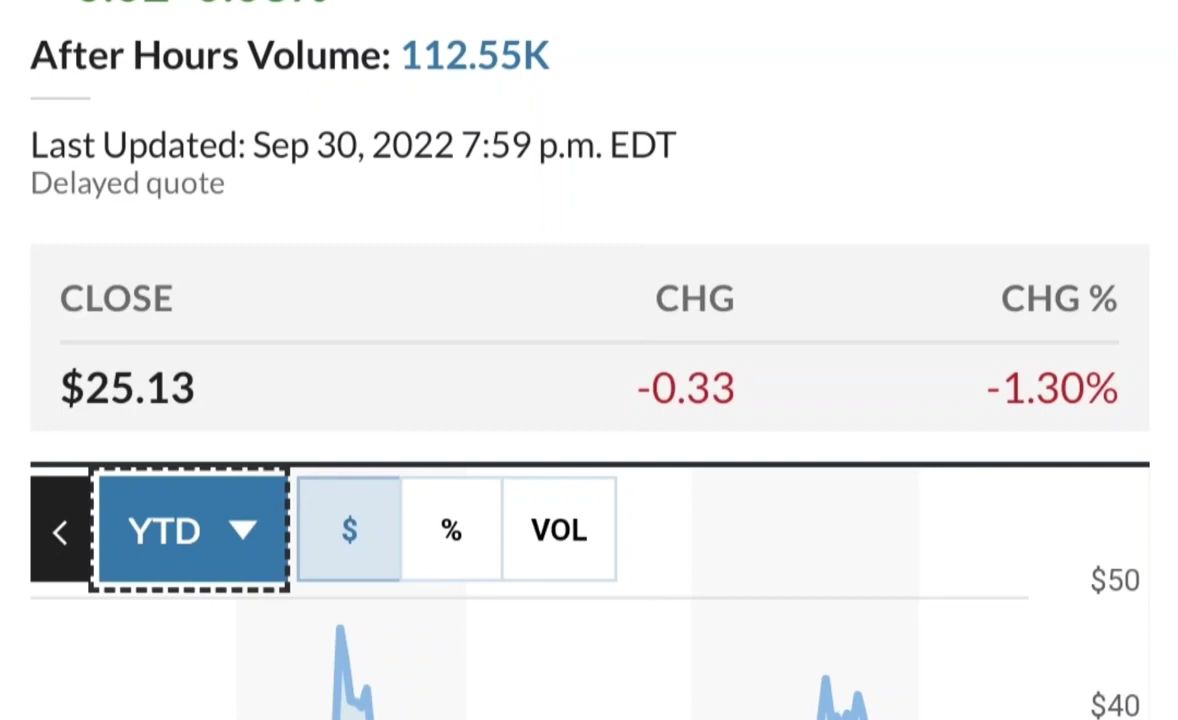 After Hours Volume: 112.55K
Last Updated: Sep 30, 2022 7:59 p.m. EDT
Delayed quote
CLOSE CHG CHG %
$25.13 -0.33 -1.30%
YTD $ % VOL
$50
$40